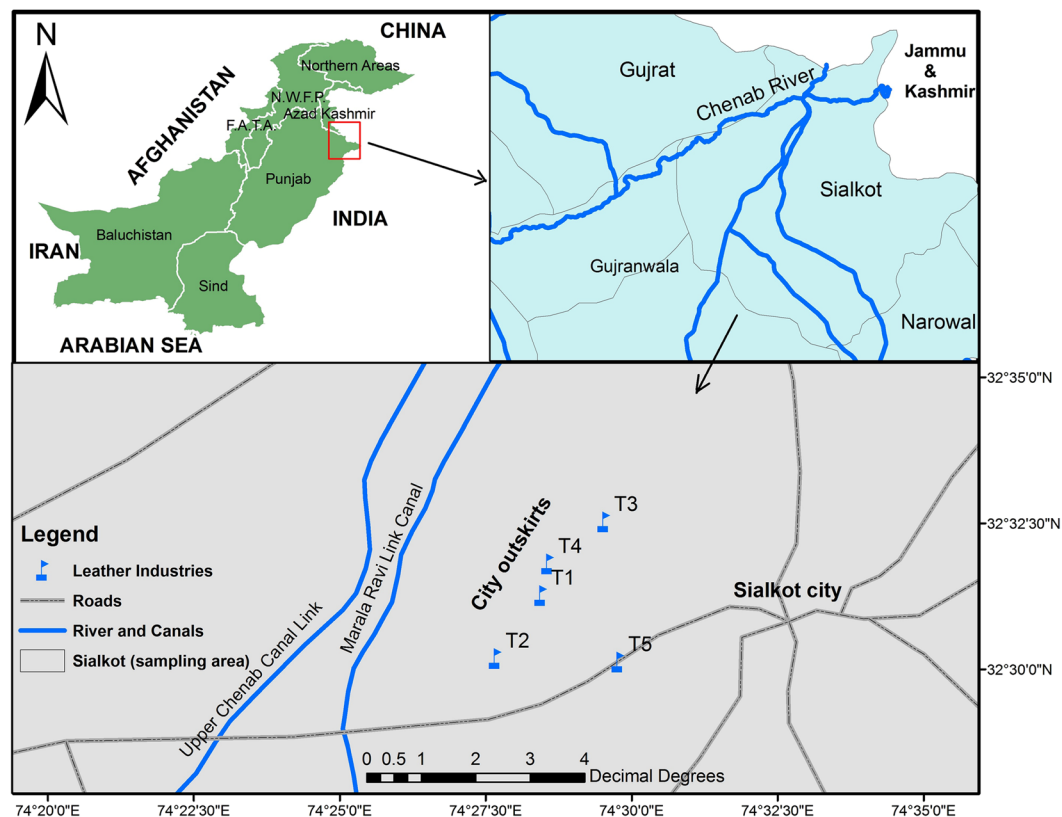 N
CHINA
Northern Areas
AFGHANISTAN
N.W.F.P.
Azad Kashmir
F.A.T.A.
Punjab
INDIA
Baluchistan
IRAN
Sind
ARABIAN SEA
Gujrat
Chenab River
Jammu
&
Kashmir
Sialkot
Gujranwala
Narowal
32°35'0"N
32°32'30"N
32°30'0"N
T3
T4
T1
T2
T5
City outskirts
Sialkot city
Marala Ravi Link Canal
Upper Chenab Canal Link
Legend
Leather Industries
Roads
River and Canals
Sialkot (sampling area)
0 0.5 1 2 3 4
Decimal Degrees
74°20'0"E 74°22'30"E 74°25'0"E 74°27'30"E 74°30'0"E 74°32'30"E 74°35'0"E